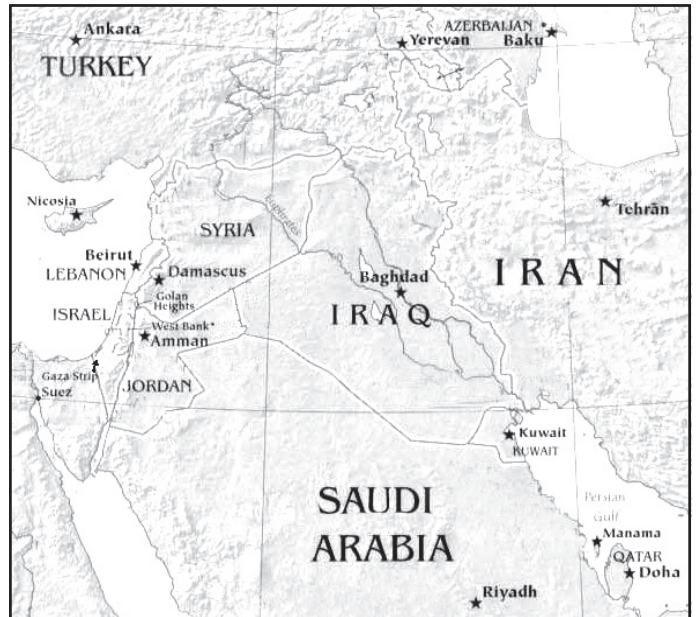 Ankara
AZERBAIJAN
Yerevan
Baku
TURKEY
Nicosia
Tehrān
Euphrates
SYRIA
Beirut
LEBANON
Damascus
IRAN
Baghdad
Golan
Heights
ISRAEL
IRAQ
West Bank*
Amman
Gaza Strip
JORDAN
Suez
Kuwait
KUWAIT
SAUDI
ARABIA
Persian
Gulf
Manama
QATAR
Doha
Riyadh